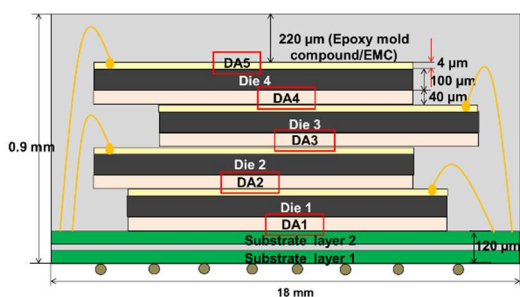 220 µm (Epoxy mold
compound/EMC)
DA5
4 µm
Die 4
100 µm
DA4
40 µm
Die 3
DA3
0.9 mm
Die 2
DA2
Die 1
DA1
Substrate layer 2
120 µm
Substrate layer 1
18 mm